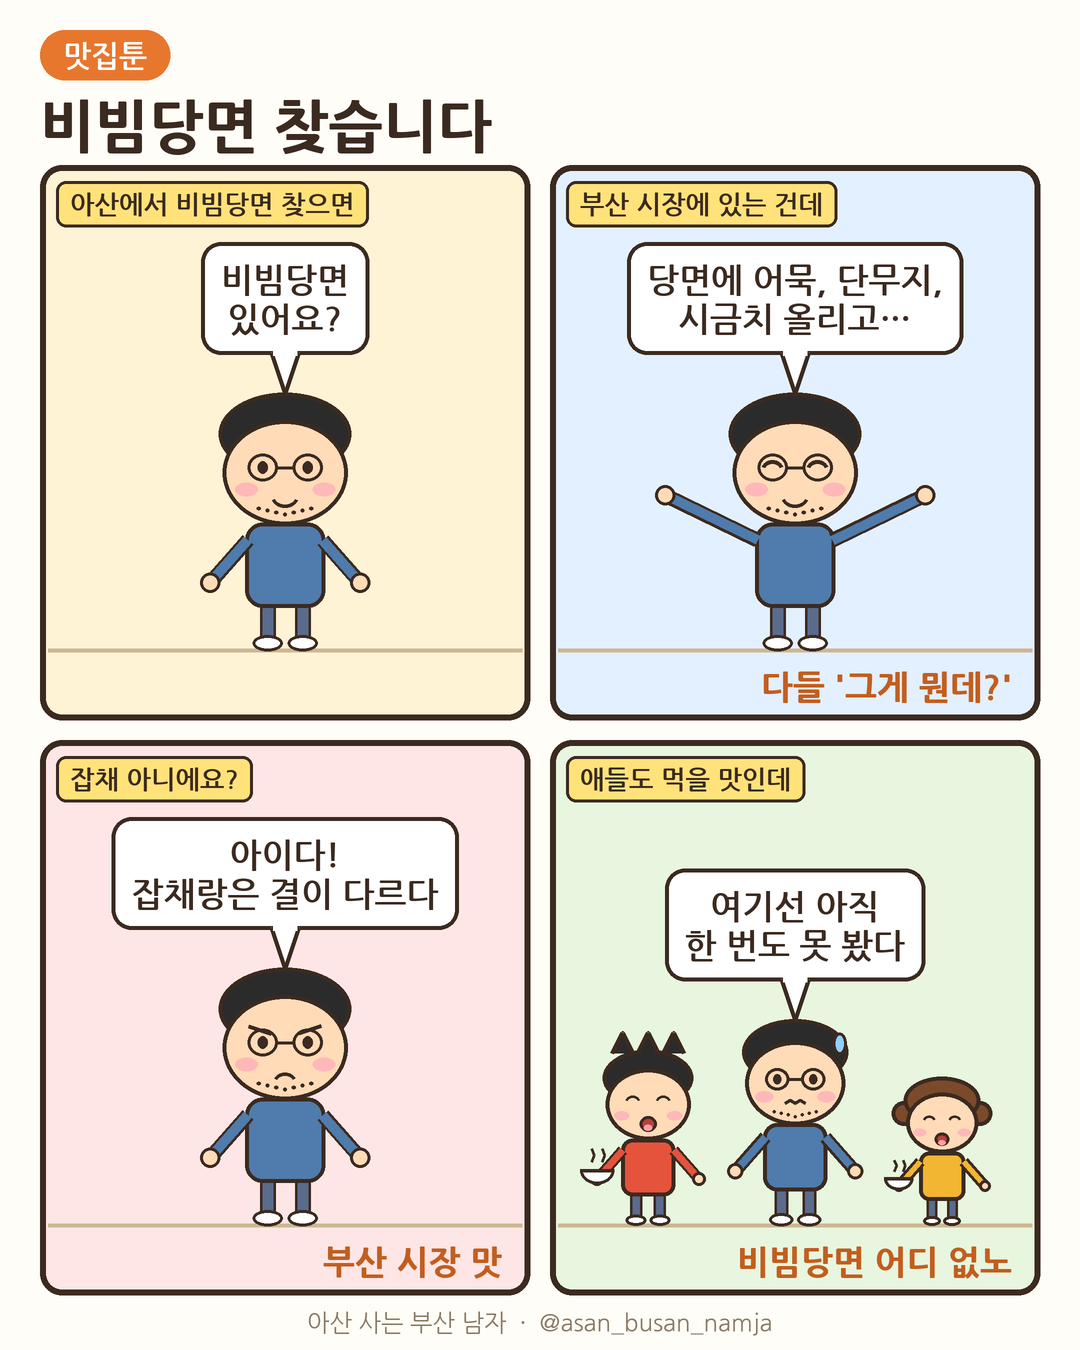 맛집툰
비빔당면 찾습니다
아산에서 비빔당면 찾으면
비빔당면
있어요?
부산 시장에 있는 건데
당면에 어묵, 단무지,
시금치 올리고…
다들 '그게 뭔데?'
잡채 아니에요?
아이다!
잡채랑은 결이 다르다
부산 시장 맛
애들도 먹을 맛인데
여기선 아직
한 번도 못 봤다
비빔당면 어디 없노
아산 사는 부산 남자 · @asan_busan_namja